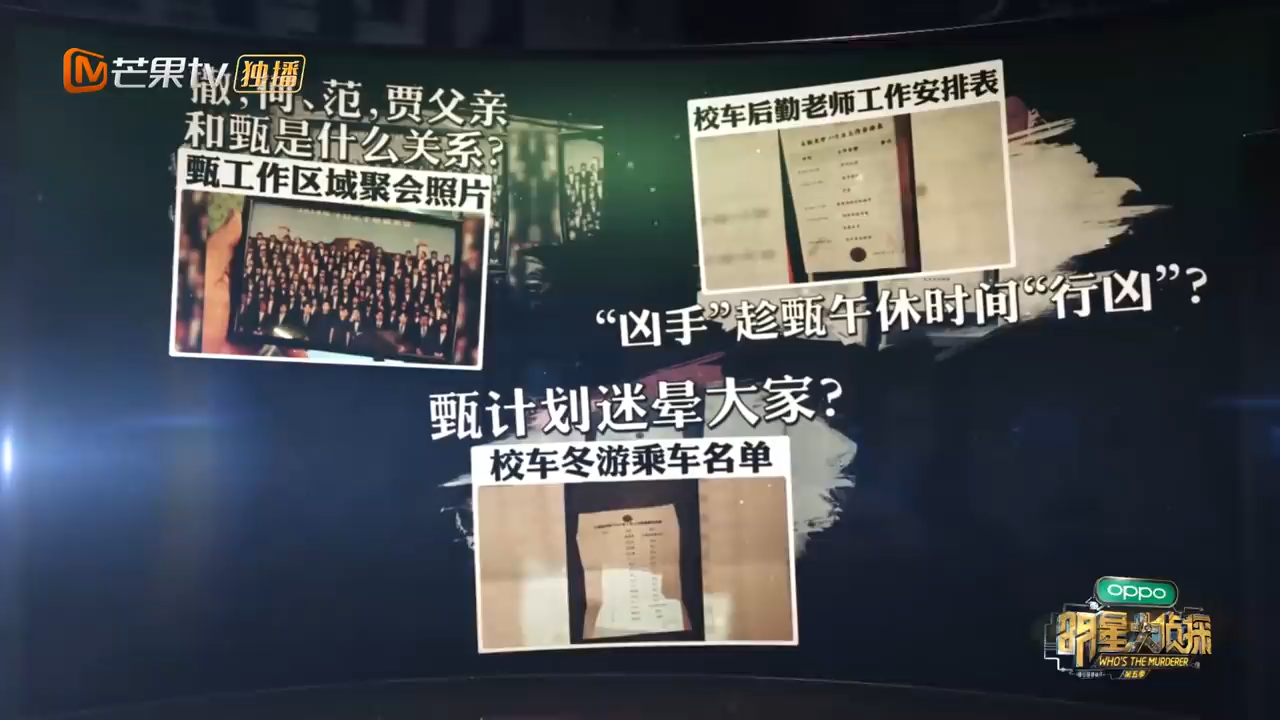 芒果tv 独播
撒,何、范,贾父亲
和甄是什么关系?
甄工作区域聚会照片
校车后勤老师工作安排表
“凶手”趁甄午休时间“行凶”?
甄计划迷晕大家?
校车冬游乘车名单
oppo
明星大侦探
WHO'S THE MURDERER
第五季